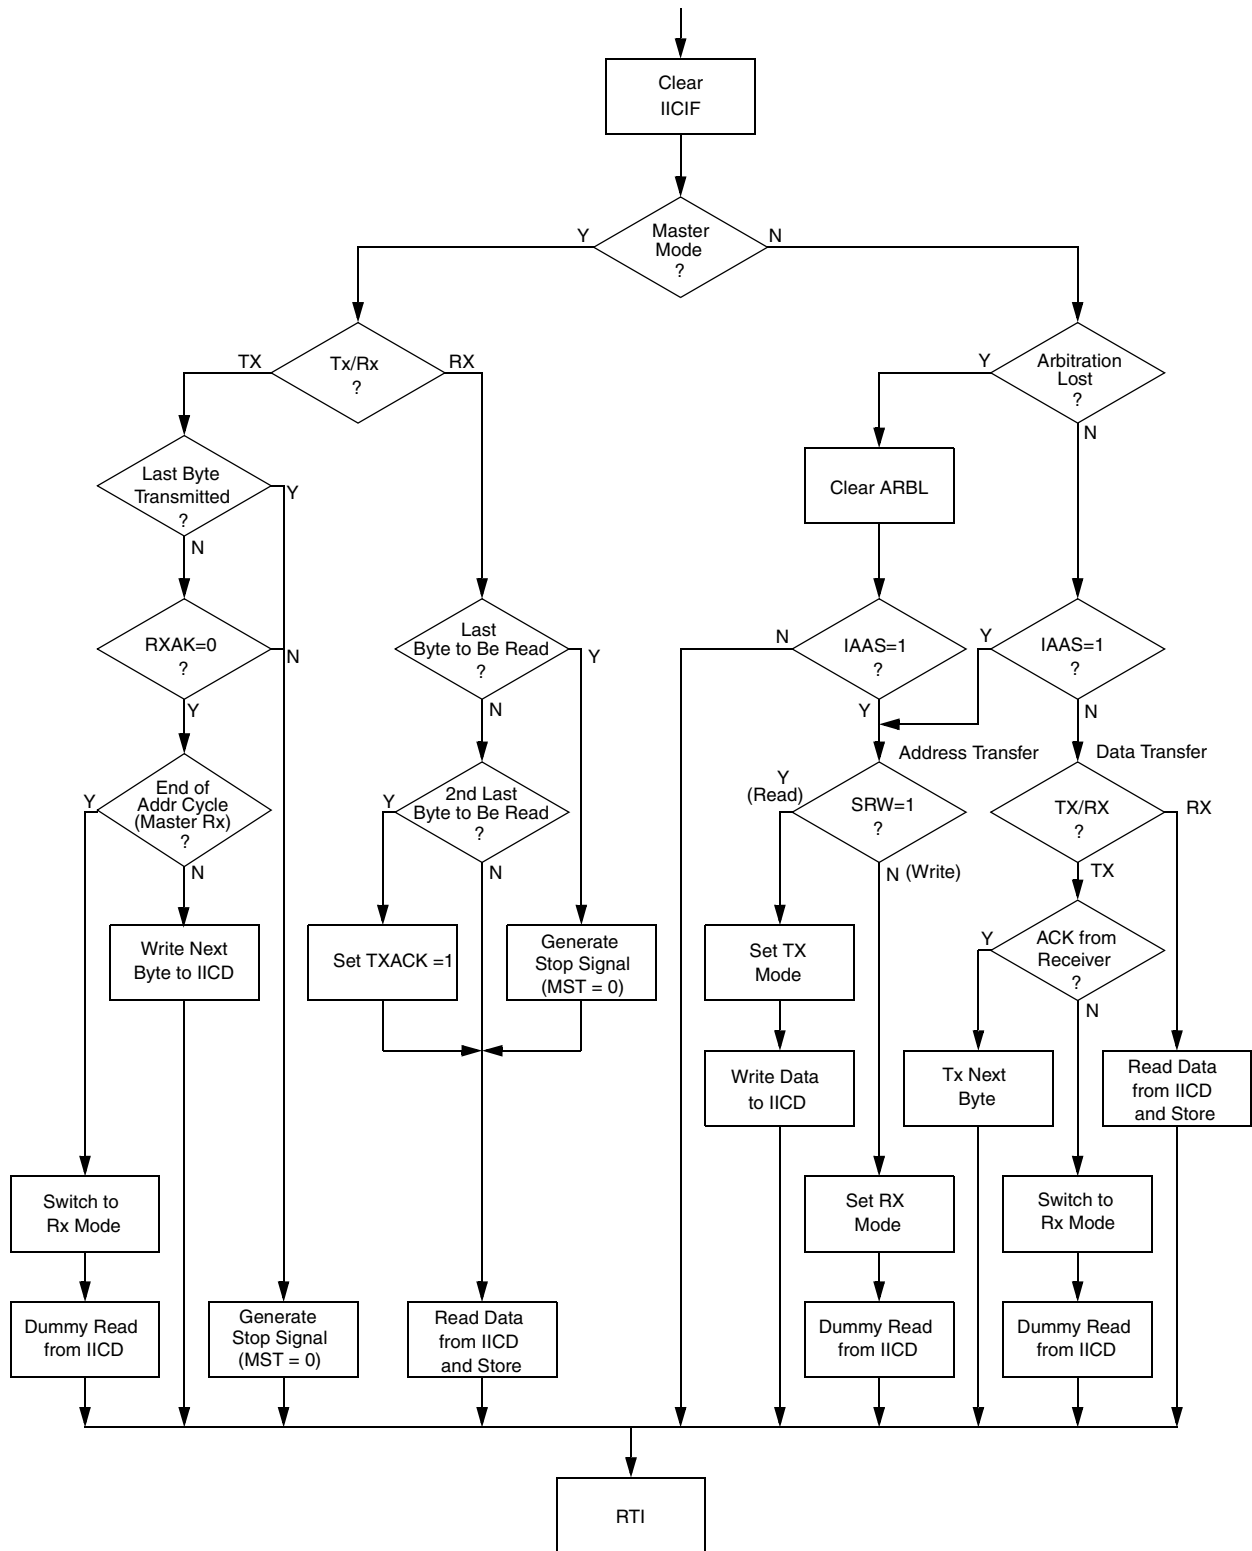 Clear
IICIF
Master
Mode
?
Y
N
Tx/Rx
?
TX
RX
Arbitration
Lost
?
Y
N
Last Byte
Transmitted
?
Y
N
Clear ARBL
RXAK=0
?
N
Y
Last
Byte to Be Read
?
Y
N
IAAS=1
?
N
Y
IAAS=1
?
Y
N
Address Transfer
Data Transfer
End of
Addr Cycle
(Master Rx)
?
Y
N
2nd Last
Byte to Be Read
?
Y
N
Y
(Read)
SRW=1
?
N (Write)
TX/RX
?
RX
TX
Write Next
Byte to IICD
Set TXACK =1
Generate
Stop Signal
(MST = 0)
Set TX
Mode
ACK from
Receiver
?
Y
N
Write Data
to IICD
Tx Next
Byte
Read Data
from IICD
and Store
Switch to
Rx Mode
Set RX
Mode
Switch to
Rx Mode
Dummy Read
from IICD
Generate
Stop Signal
(MST = 0)
Read Data
from IICD
and Store
Dummy Read
from IICD
Dummy Read
from IICD
RTI